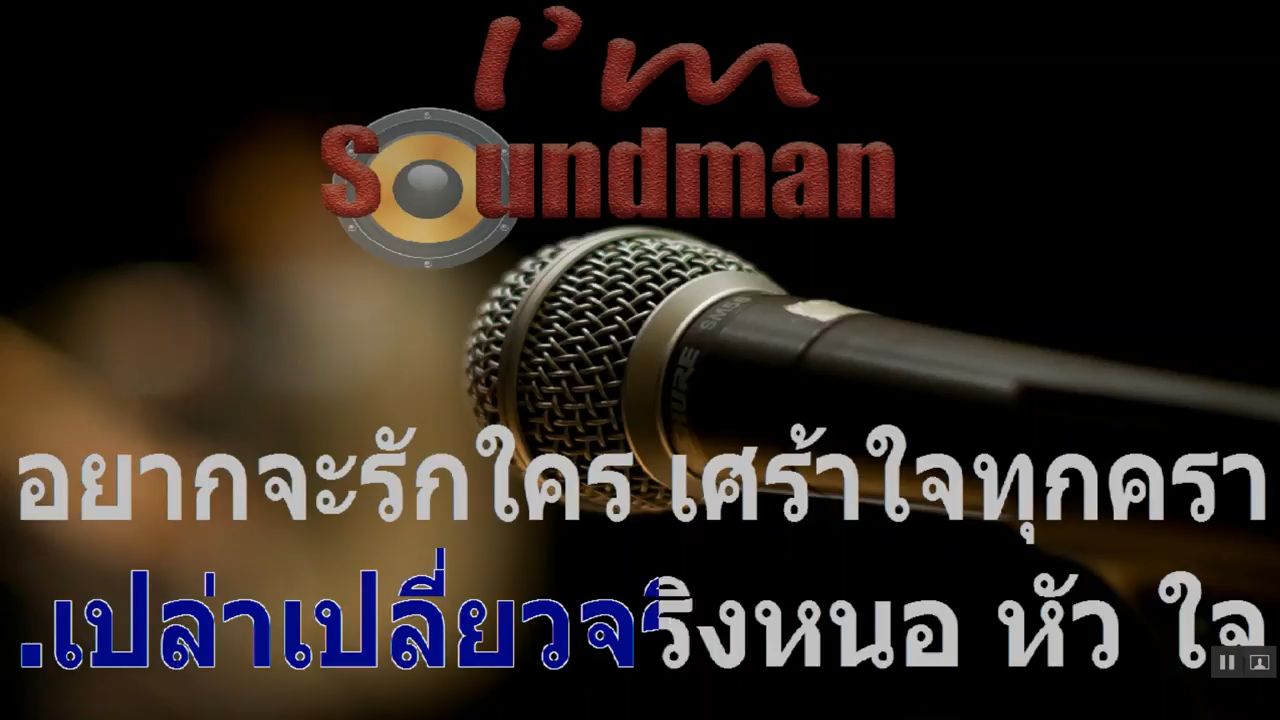 I'm
Soundman
SM58
SHURE
อยากจะรักใคร เศร้าใจทุกครา
.เปล่าเปลี่ยวจริงหนอ หัว ใจ